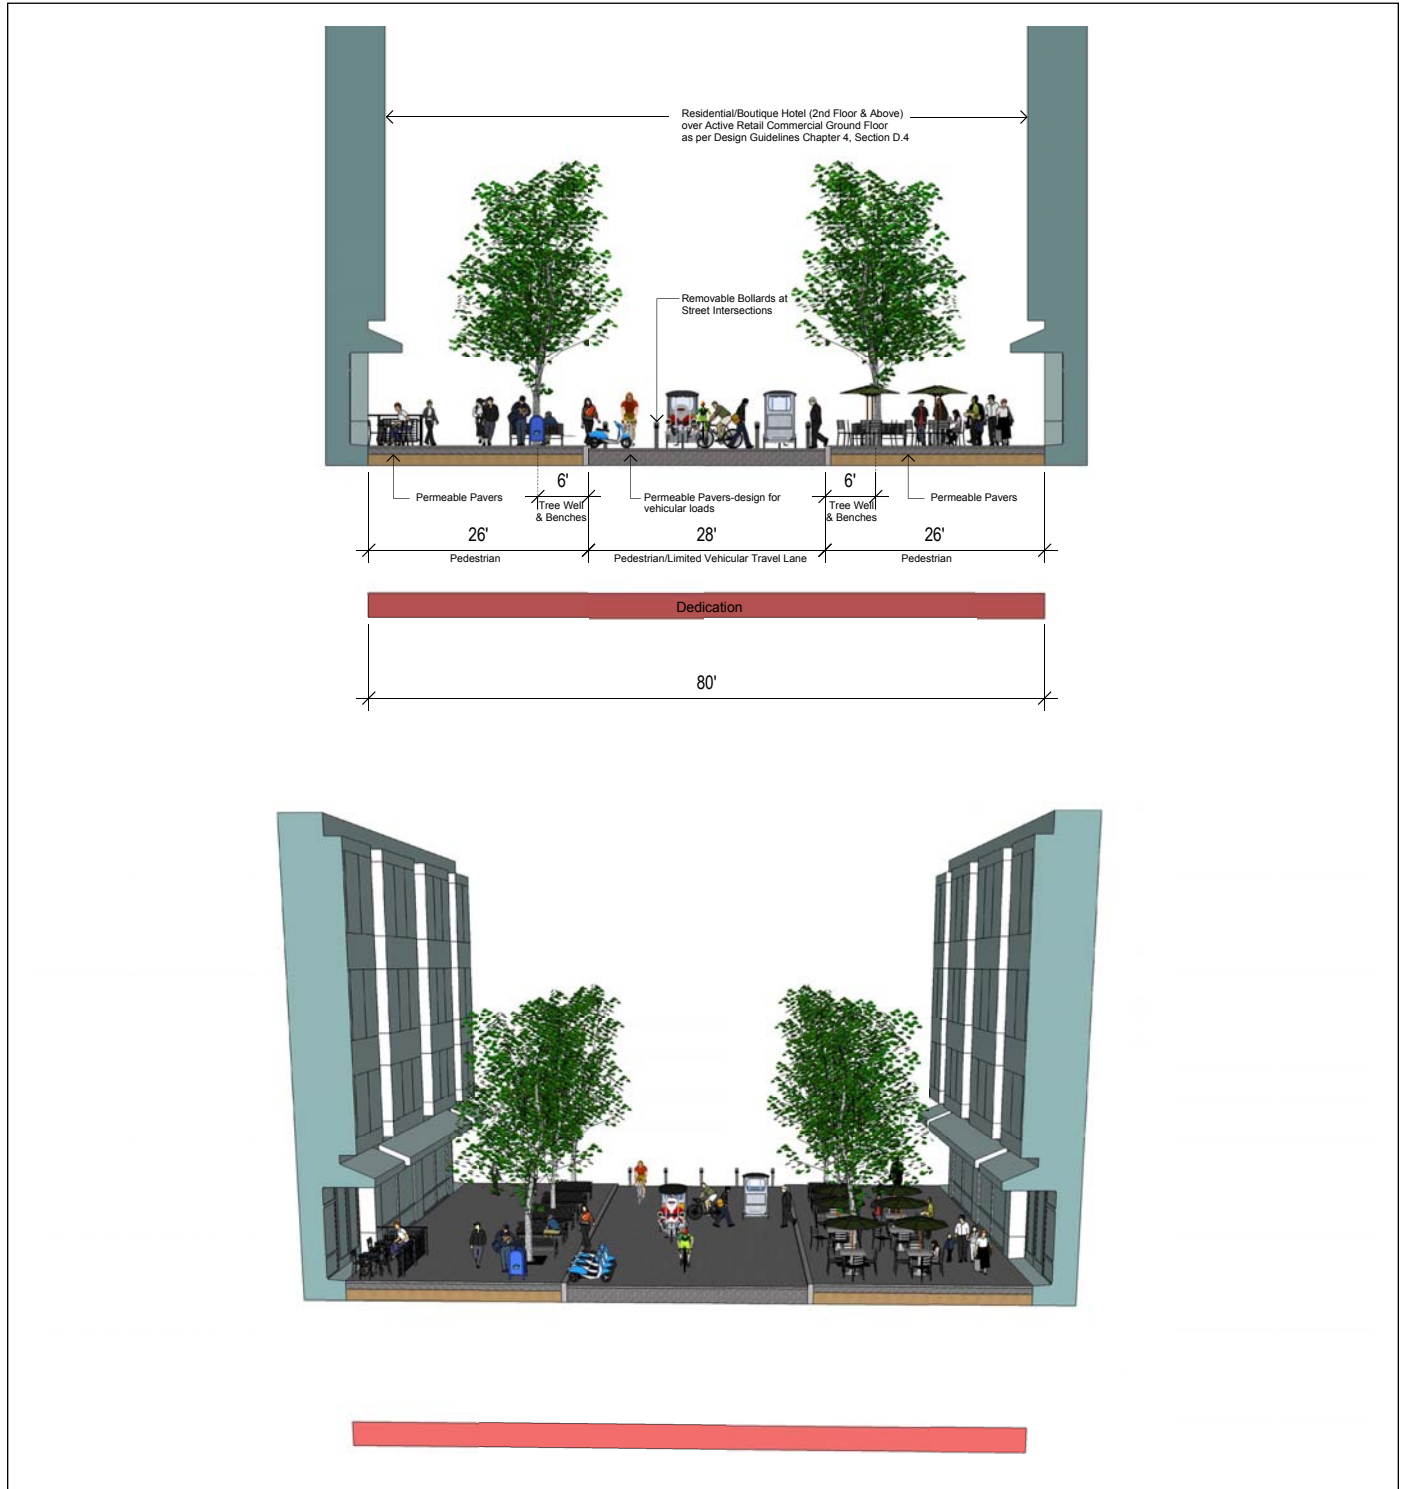 Residential/Boutique Hotel (2nd Floor & Above)
over Active Retail Commercial Ground Floor
as per Design Guidelines Chapter 4, Section D.4
Removable Bollards at
Street Intersections
Permeable Pavers
6'
Tree Well
& Benches
Permeable Pavers-design for
vehicular loads
6'
Tree Well
& Benches
Permeable Pavers
26'
Pedestrian
28'
Pedestrian/Limited Vehicular Travel Lane
26'
Pedestrian
Dedication
80'